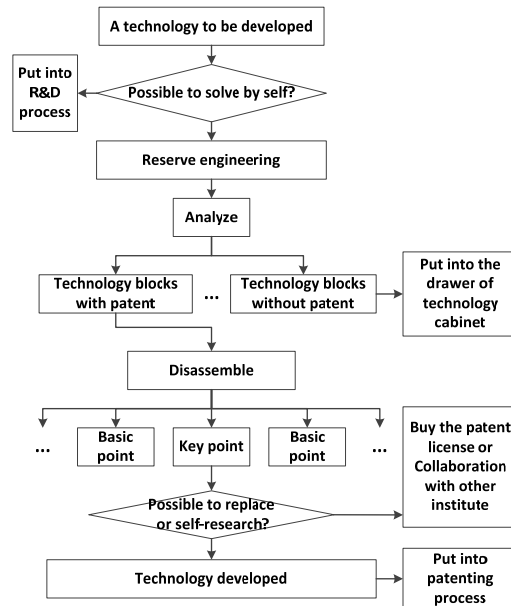 A technology to be developed
Put into
R&D
process
Possible to solve by self?
Reserve engineering
Analyze
Technology blocks
with patent
...
Technology blocks
without patent
Put into the
drawer of
technology
cabinet
Disassemble
...
Basic
point
Key point
Basic
point
...
Buy the patent
license or
Collaboration
with other
institute
Possible to replace
or self-research?
Technology developed
Put into
patenting
process